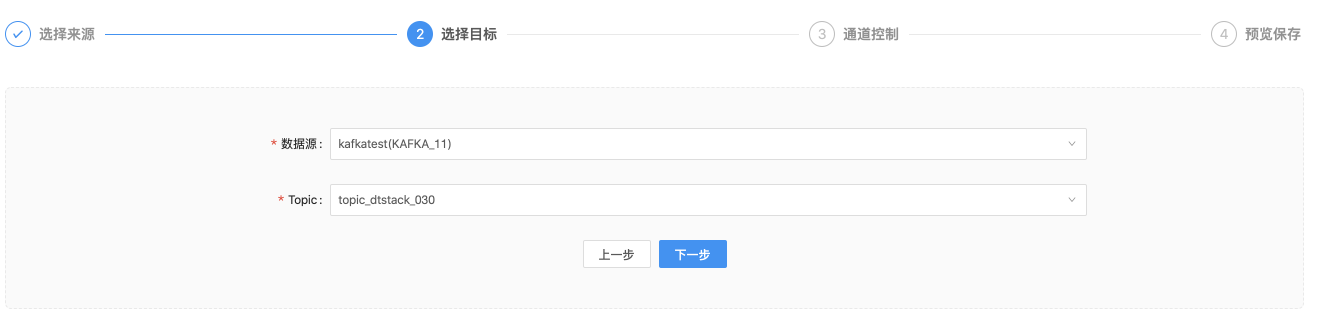 选择来源
2 选择目标
3 通道控制
4 预览保存
* 数据源: kafkatest(KAFKA_11)
* Topic: topic_dtstack_030
上一步 下一步